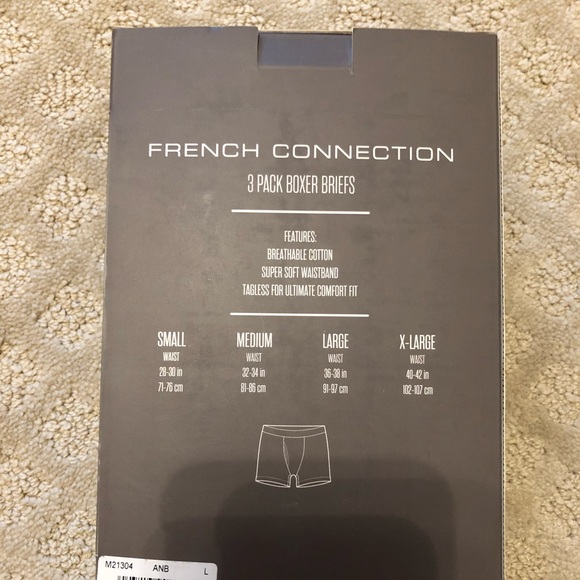 FRENCH CONNECTION
3 PACK BOXER BRIEFS
FEATURES:
BREATHABLE COTTON
SUPER SOFT WAISTBAND
TAGLESS FOR ULTIMATE COMFORT FIT
SMALL MEDIUM LARGE X-LARGE
WAIST WAIST WAIST WAIST
28-30 in 32-34 in 36-38 in 40-42 in
71-76 cm 81-86 cm 91-97 cm 102-107 cm
M21304 ANB L